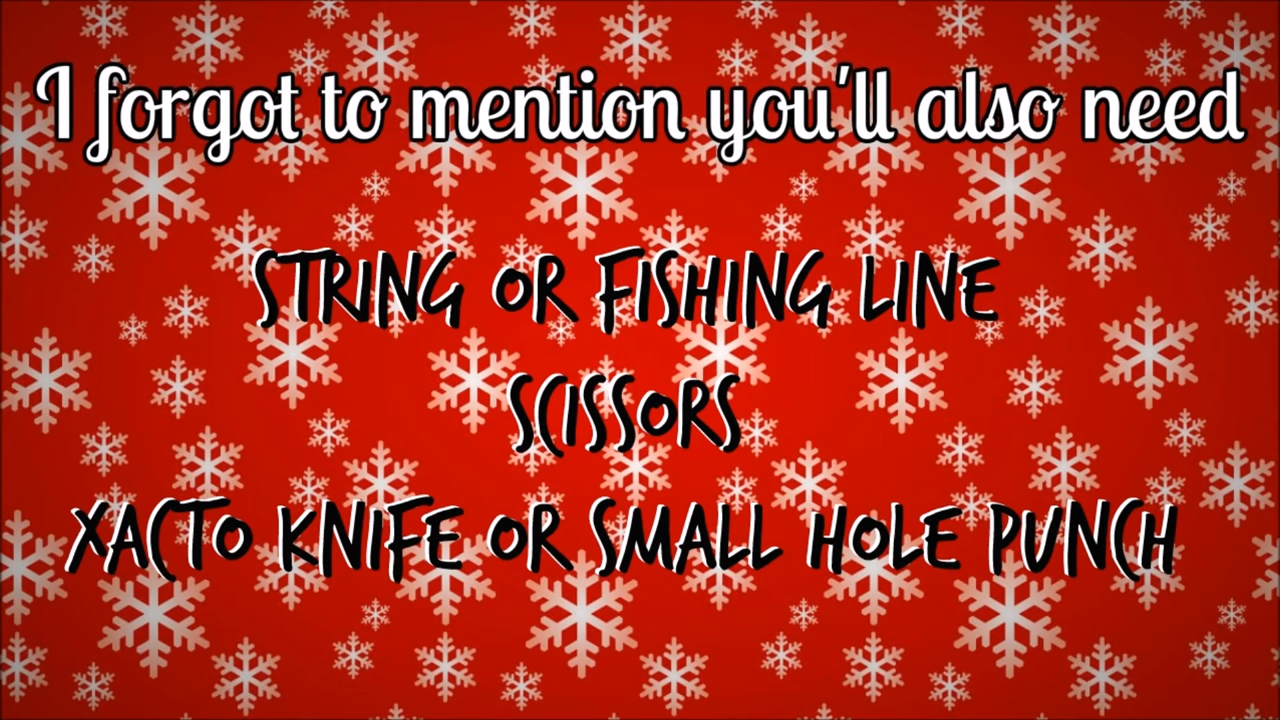 I forgot to mention you'll also need
STRING OR FISHING LINE
SCISSORS
XACTO KNIFE OR SMALL HOLE PUNCH